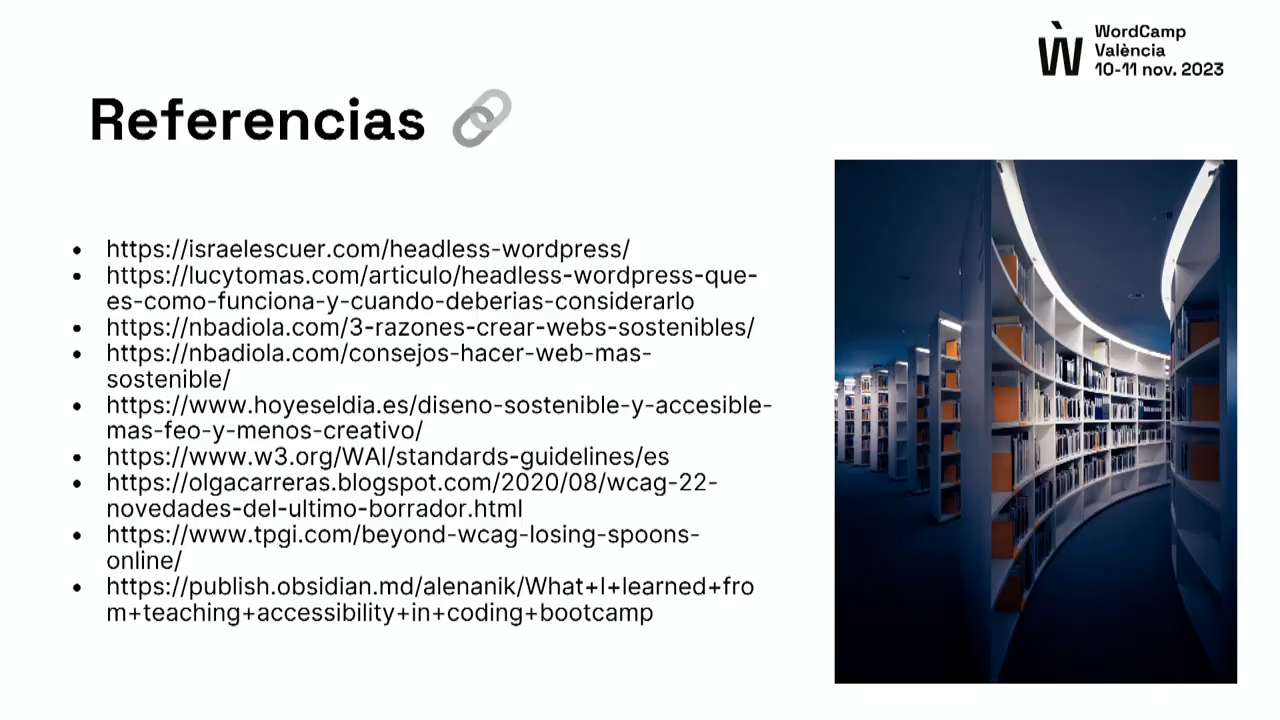 WordCamp
València
10-11 nov. 2023
Referencias
• https://israelescuer.com/headless-wordpress/
• https://lucytomas.com/articulo/headless-wordpress-que-
es-como-funciona-y-cuando-deberias-considerarlo
• https://nbadiola.com/3-razones-crear-webs-sostenibles/
• https://nbadiola.com/consejos-hacer-web-mas-
sostenible/
• https://www.hoyeseldia.es/diseno-sostenible-y-accesible-
mas-feo-y-menos-creativo/
• https://www.w3.org/WAI/standards-guidelines/es
• https://olgacarreras.blogspot.com/2020/08/wcag-22-
novedades-del-ultimo-borrador.html
• https://www.tpgi.com/beyond-wcag-losing-spoons-
online/
• https://publish.obsidian.md/alenanik/What+I+learned+fro
m+teaching+accessibility+in+coding+bootcamp